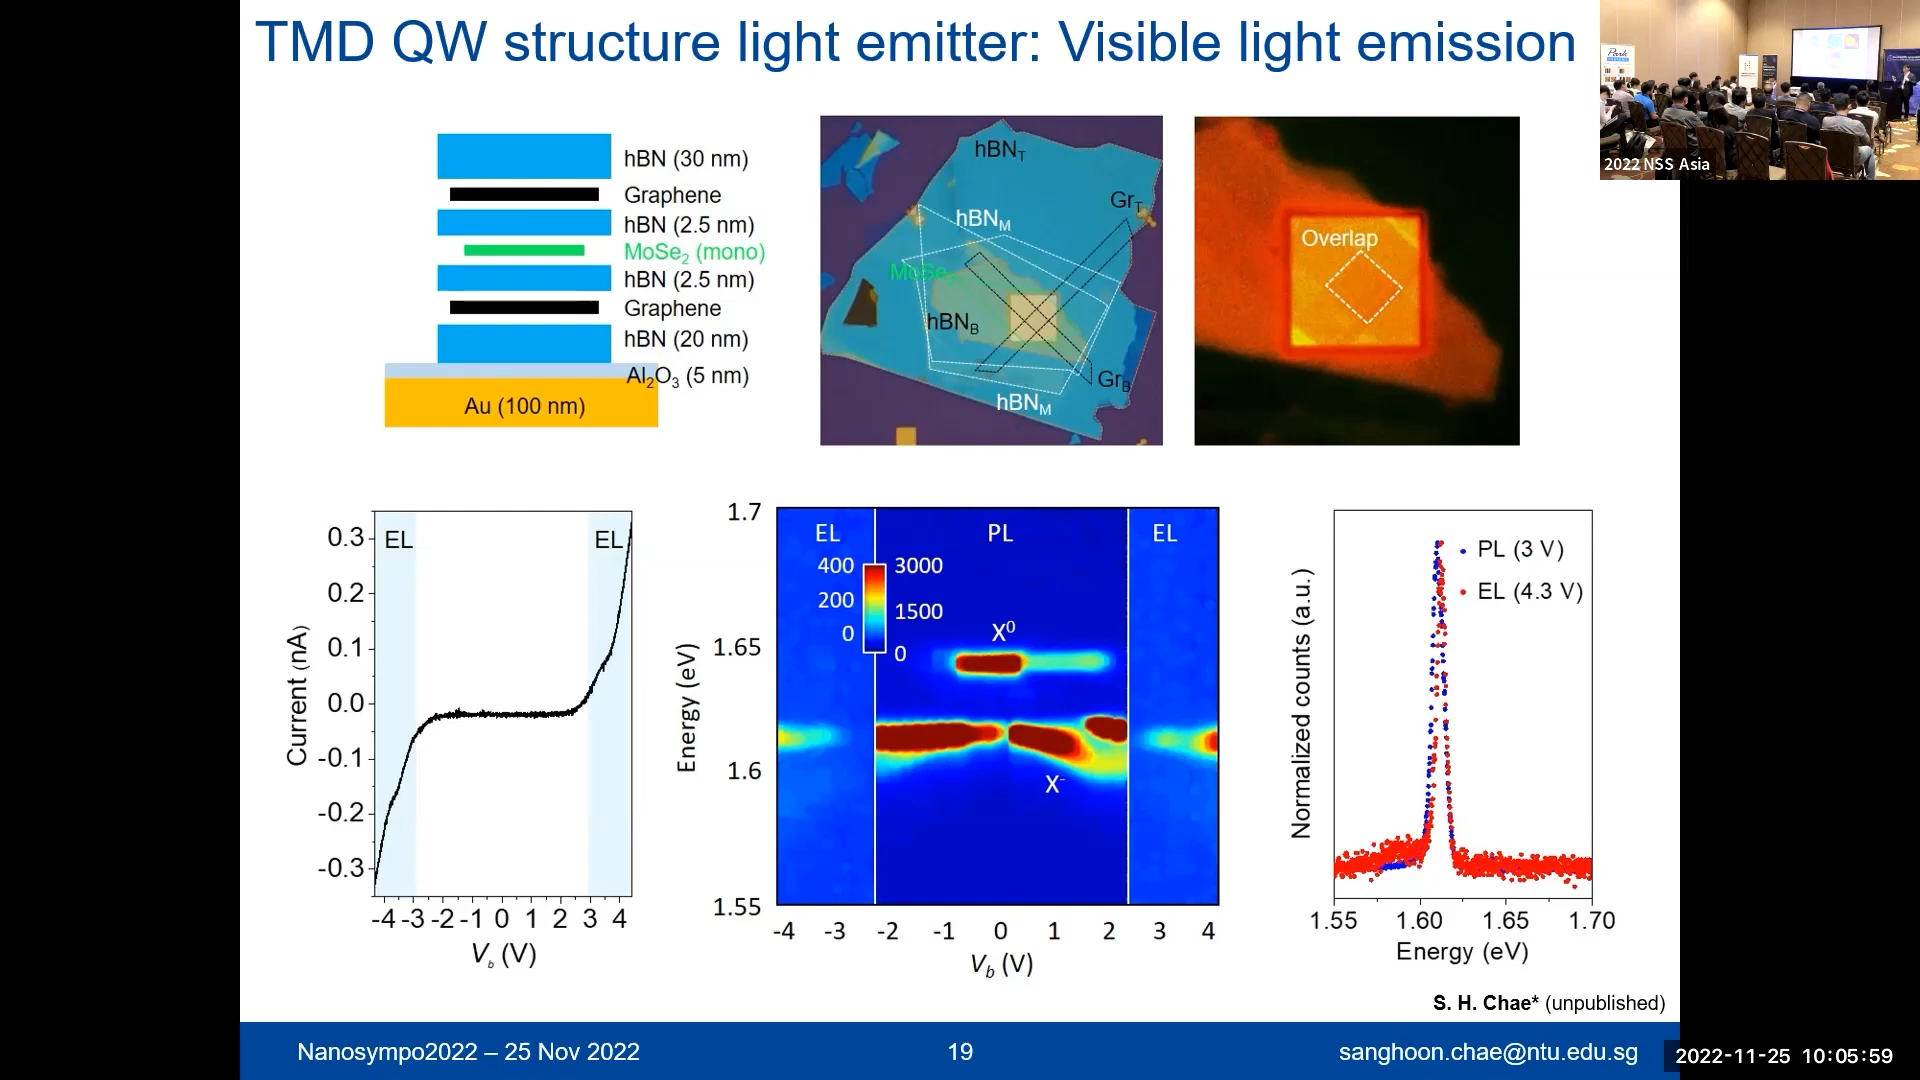 TMD QW structure light emitter: Visible light emission
Park
2022 NSS Asia
hBN (30 nm)
Graphene
hBN (2.5 nm)
MoSe₂ (mono)
hBN (2.5 nm)
Graphene
hBN (20 nm)
Al₂O₃ (5 nm)
Au (100 nm)
hBN_T
Gr_T
hBN_M
MoSe
hBN_B
Gr_B
hBN_M
Overlap
EL
EL
0.3
0.2
0.1
0.0
-0.1
-0.2
-0.3
Current (nA)
-4 -3 -2 -1 0 1 2 3 4
V_b (V)
1.7
1.65
1.6
1.55
Energy (eV)
EL
PL
EL
400
200
0
3000
1500
0
X⁰
X⁻
-4 -3 -2 -1 0 1 2 3 4
V_b (V)
Normalized counts (a.u.)
PL (3 V)
EL (4.3 V)
1.55 1.60 1.65 1.70
Energy (eV)
S. H. Chae* (unpublished)
Nanosympo2022 – 25 Nov 2022
19
sanghoon.chae@ntu.edu.sg
2022-11-25 10:05:59